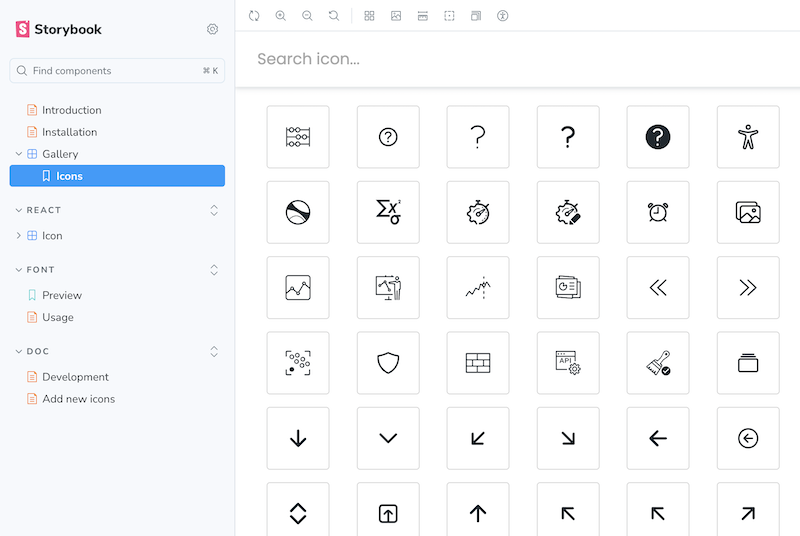 Storybook
Find components
⌘ K
Introduction
Installation
Gallery
Icons
REACT
Icon
FONT
Preview
Usage
DOC
Development
Add new icons
Search icon...
? ? ? ?
Σx²
σ
API